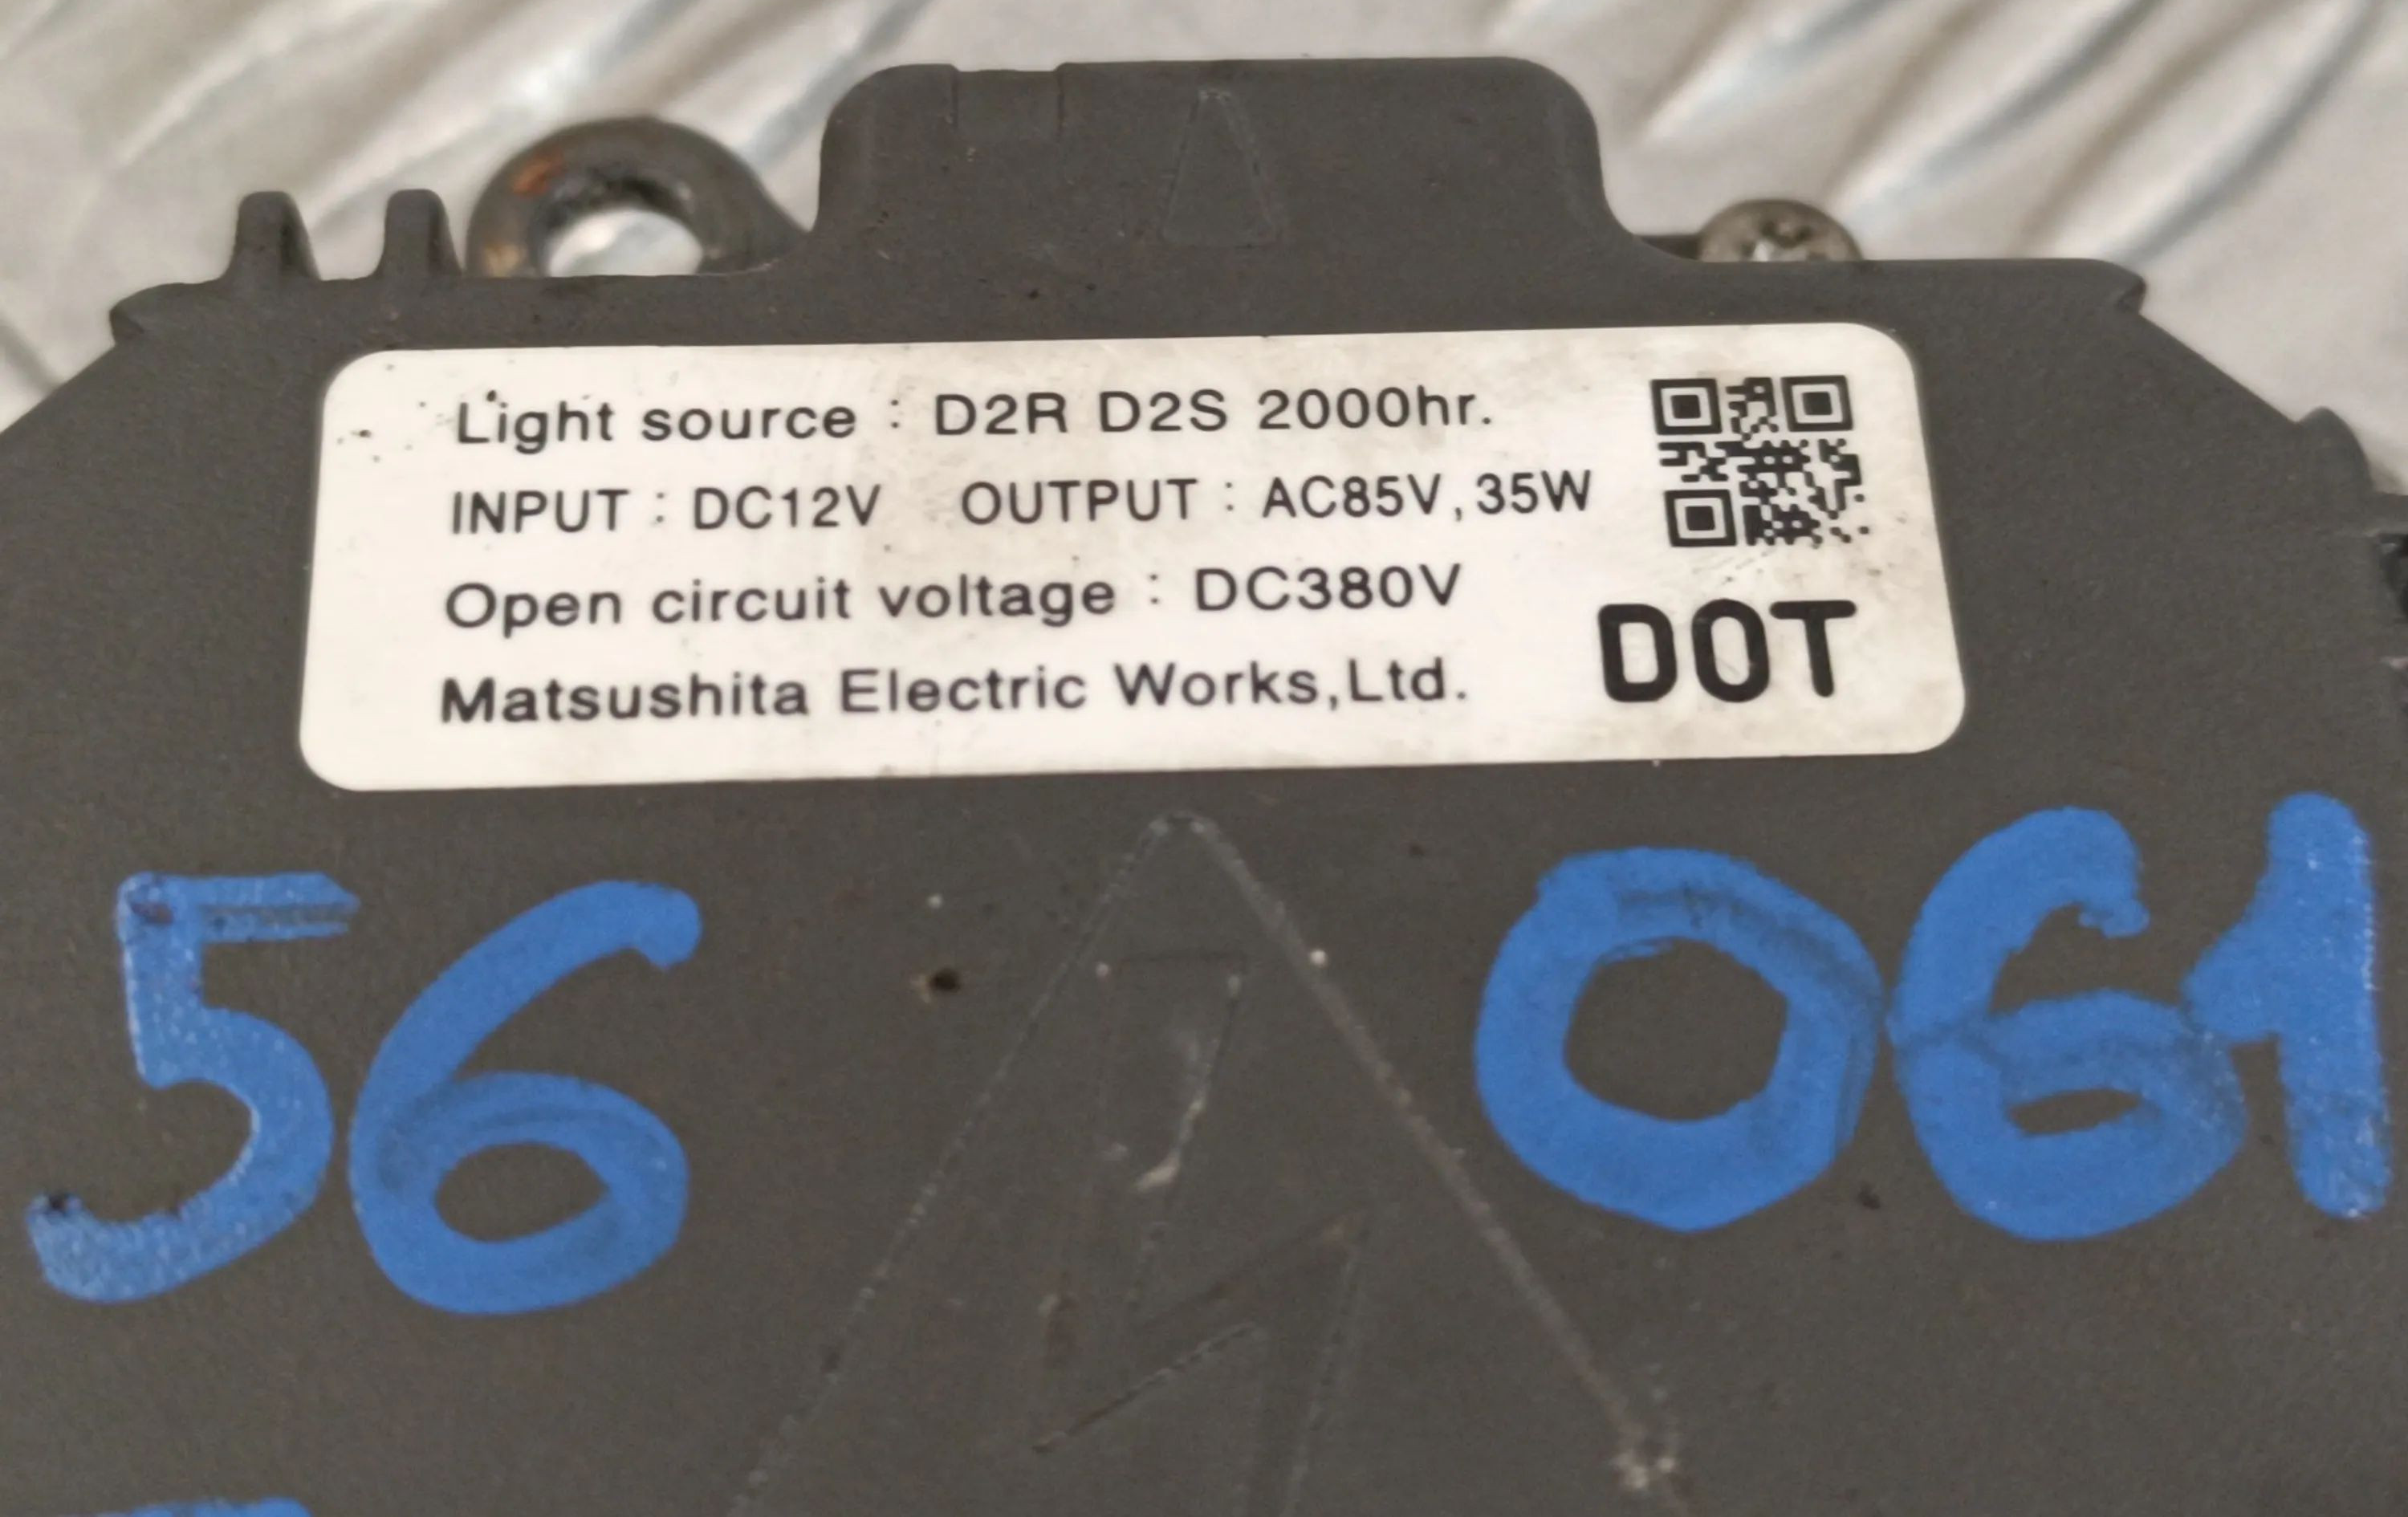 Light source : D2R D2S 2000hr.
INPUT : DC12V OUTPUT : AC85V, 35W
Open circuit voltage : DC380V
Matsushita Electric Works,Ltd.
DOT
56 061